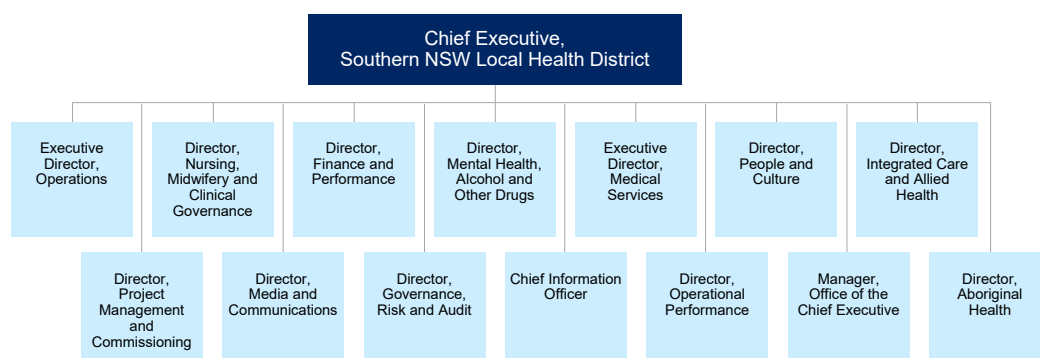 Chief Executive,
Southern NSW Local Health District
Executive
Director,
Operations
Director,
Nursing,
Midwifery and
Clinical
Governance
Director,
Finance and
Performance
Director,
Mental Health,
Alcohol and
Other Drugs
Executive
Director,
Medical
Services
Director,
People and
Culture
Director,
Integrated Care
and Allied
Health
Director,
Project
Management
and
Commissioning
Director,
Media and
Communications
Director,
Governance,
Risk and Audit
Chief Information
Officer
Director,
Operational
Performance
Manager,
Office of the
Chief Executive
Director,
Aboriginal
Health